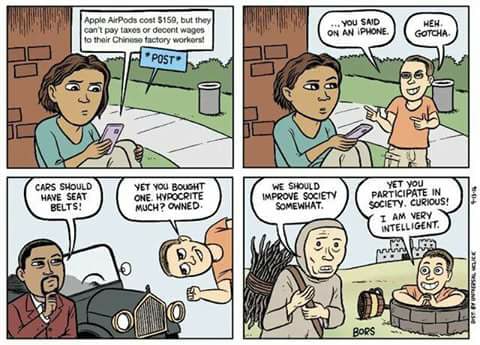 Apple AirPods cost $159, but they
can't pay taxes or decent wages
to their Chinese factory workers!
*POST*
... YOU SAID
ON AN iPHONE.
HEH.
GOTCHA.
CARS SHOULD
HAVE SEAT
BELTS!
YET YOU BOUGHT
ONE. HYPOCRITE
MUCH? OWNED.
WE SHOULD
IMPROVE SOCIETY
SOMEWHAT.
YET YOU
PARTICIPATE IN
SOCIETY. CURIOUS!
I AM VERY
INTELLIGENT.
BORS